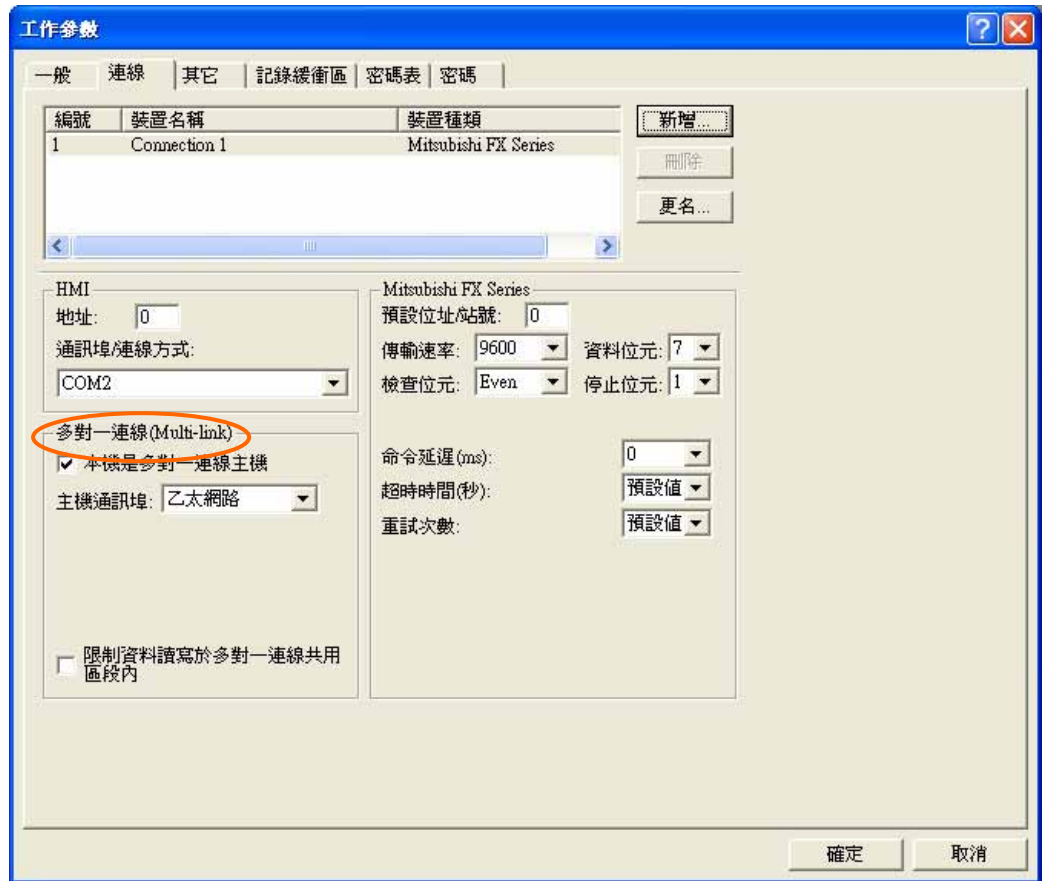 工作參數
一般 連線 其它 記錄緩衝區 密碼表 密碼
編號 裝置名稱 裝置種類
1 Connection 1 Mitsubishi FX Series
新增...
刪除
更名...
HMI
地址: 0
通訊埠/連線方式:
COM2
多對一連線(Multi-link)
本機是多對一連線主機
主機通訊埠: 乙太網路
限制資料讀寫於多對一連線共用
區段內
Mitsubishi FX Series
預設位址/站號: 0
傳輸速率: 9600 資料位元: 7
檢查位元: Even 停止位元: 1
命令延遲(ms): 0
超時時間(秒): 預設值
重試次數: 預設值
確定 取消